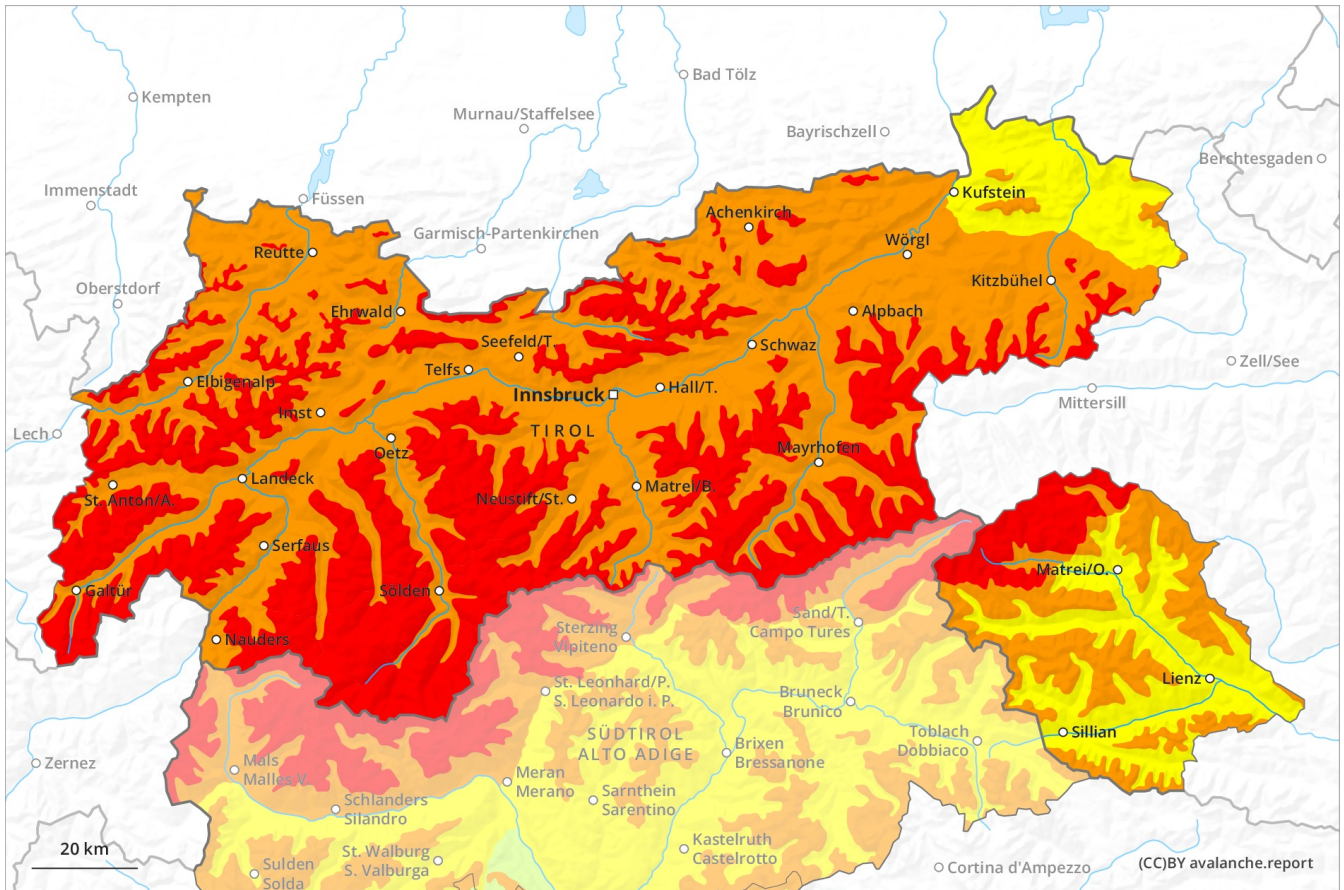 Bad Tölz
Kempten
Murnau/Staffelsee
Bayrischzell
Berchtesgaden
Immenstadt
Füssen
Kufstein
Achenkirch
Garmisch-Partenkirchen
Wörgl
Reutte
Kitzbühel
Oberstdorf
Ehrwald
Alpbach
Seefeld/T.
Schwaz
Zell/See
Telfs
Elbigenalp
Hall/T.
Innsbruck
Mittersill
Imst
TIROL
Lech
Mayrhofen
Oetz
Landeck
Matrei/B.
St. Anton/A.
Neustift/St.
Serfaus
Matrei/O.
Galtür
Sölden
Sand/T.
Campo Tures
Sterzing
Vipiteno
Nauders
Lienz
St. Leonhard/P.
S. Leonardo i. P.
Bruneck
Brunico
Toblach
Dobbiaco
Sillian
SÜDTIROL
ALTO ADIGE
Brixen
Bressanone
Zernez
Mals
Malles V.
Meran
Merano
Sarnthein
Sarentino
Schlanders
Silandro
Kastelruth
Castelrotto
St. Walburg
S. Valburga
Sulden
Solda
Cortina d'Ampezzo
20 km
(CC)BY avalanche.report